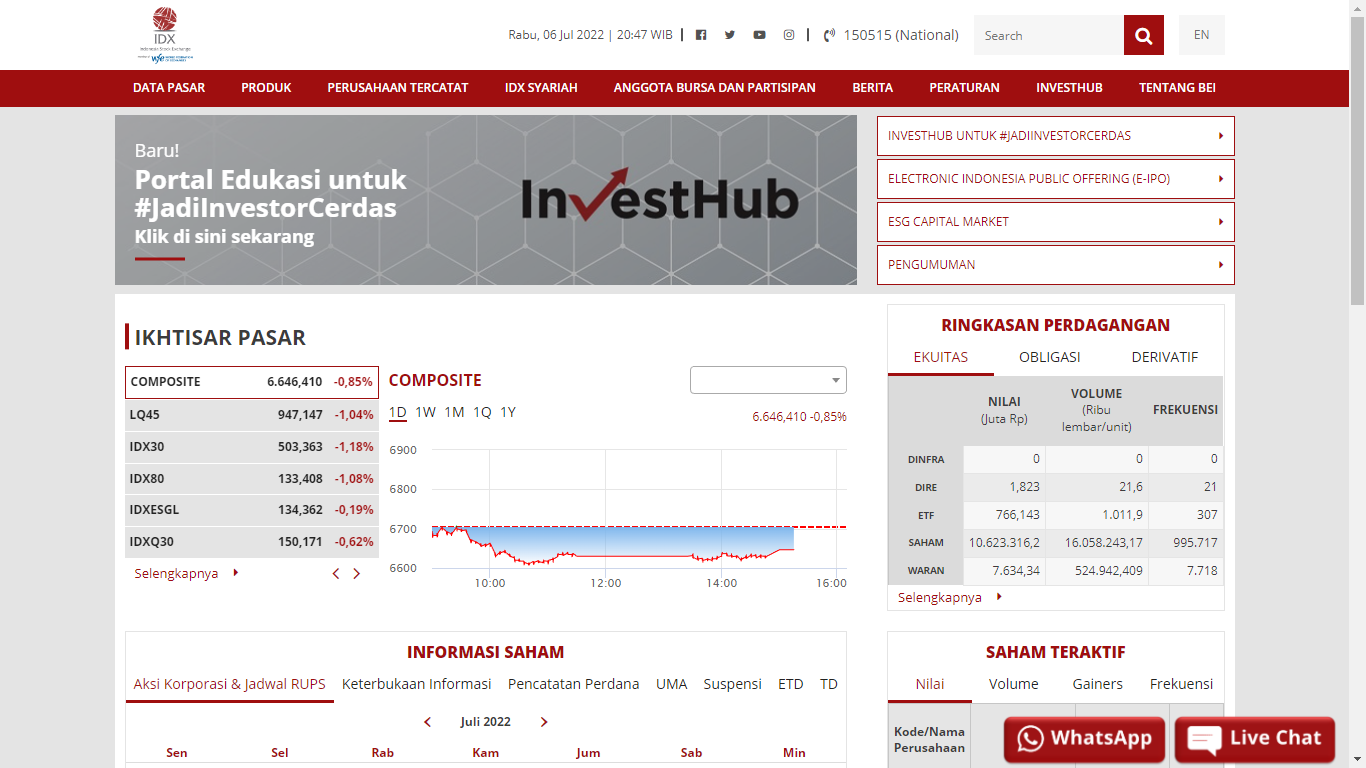 IDX
Indonesia Stock Exchange
Rabu, 06 Jul 2022 | 20:47 WIB
150515 (National)
Search
EN
DATA PASAR
PRODUK
PERUSAHAAN TERCATAT
IDX SYARIAH
ANGGOTA BURSA DAN PARTISIPAN
BERITA
PERATURAN
INVESTHUB
TENTANG BEI
Baru!
Portal Edukasi untuk
#JadiInvestorCerdas
Klik di sini sekarang
InvestHub
INVESTHUB UNTUK #JADIINVESTORCERDAS
ELECTRONIC INDONESIA PUBLIC OFFERING (E-IPO)
ESG CAPITAL MARKET
PENGUMUMAN
IKHTISAR PASAR
COMPOSITE 6.646,410 -0,85%
LQ45 947,147 -1,04%
IDX30 503,363 -1,18%
IDX80 133,408 -1,08%
IDXESGL 134,362 -0,19%
IDXQ30 150,171 -0,62%
Selengkapnya
COMPOSITE
1D 1W 1M 1Q 1Y
6.646,410 -0,85%
6900
6800
6700
6600
10:00 12:00 14:00 16:00
RINGKASAN PERDAGANGAN
EKUITAS OBLIGASI DERIVATIF
NILAI
(Juta Rp)
VOLUME
(Ribu
lembar/unit)
FREKUENSI
DINFRA 0 0 0
DIRE 1,823 21,6 21
ETF 766,143 1.011,9 307
SAHAM 10.623.316,2 16.058.243,17 995.717
WARAN 7.634,34 524.942,409 7.718
Selengkapnya
INFORMASI SAHAM
Aksi Korporasi & Jadwal RUPS Keterbukaan Informasi Pencatatan Perdana UMA Suspensi ETD TD
Juli 2022
Sen Sel Rab Kam Jum Sab Min
SAHAM TERAKTIF
Nilai Volume Gainers Frekuensi
Kode/Nama
Perusahaan
WhatsApp
Live Chat